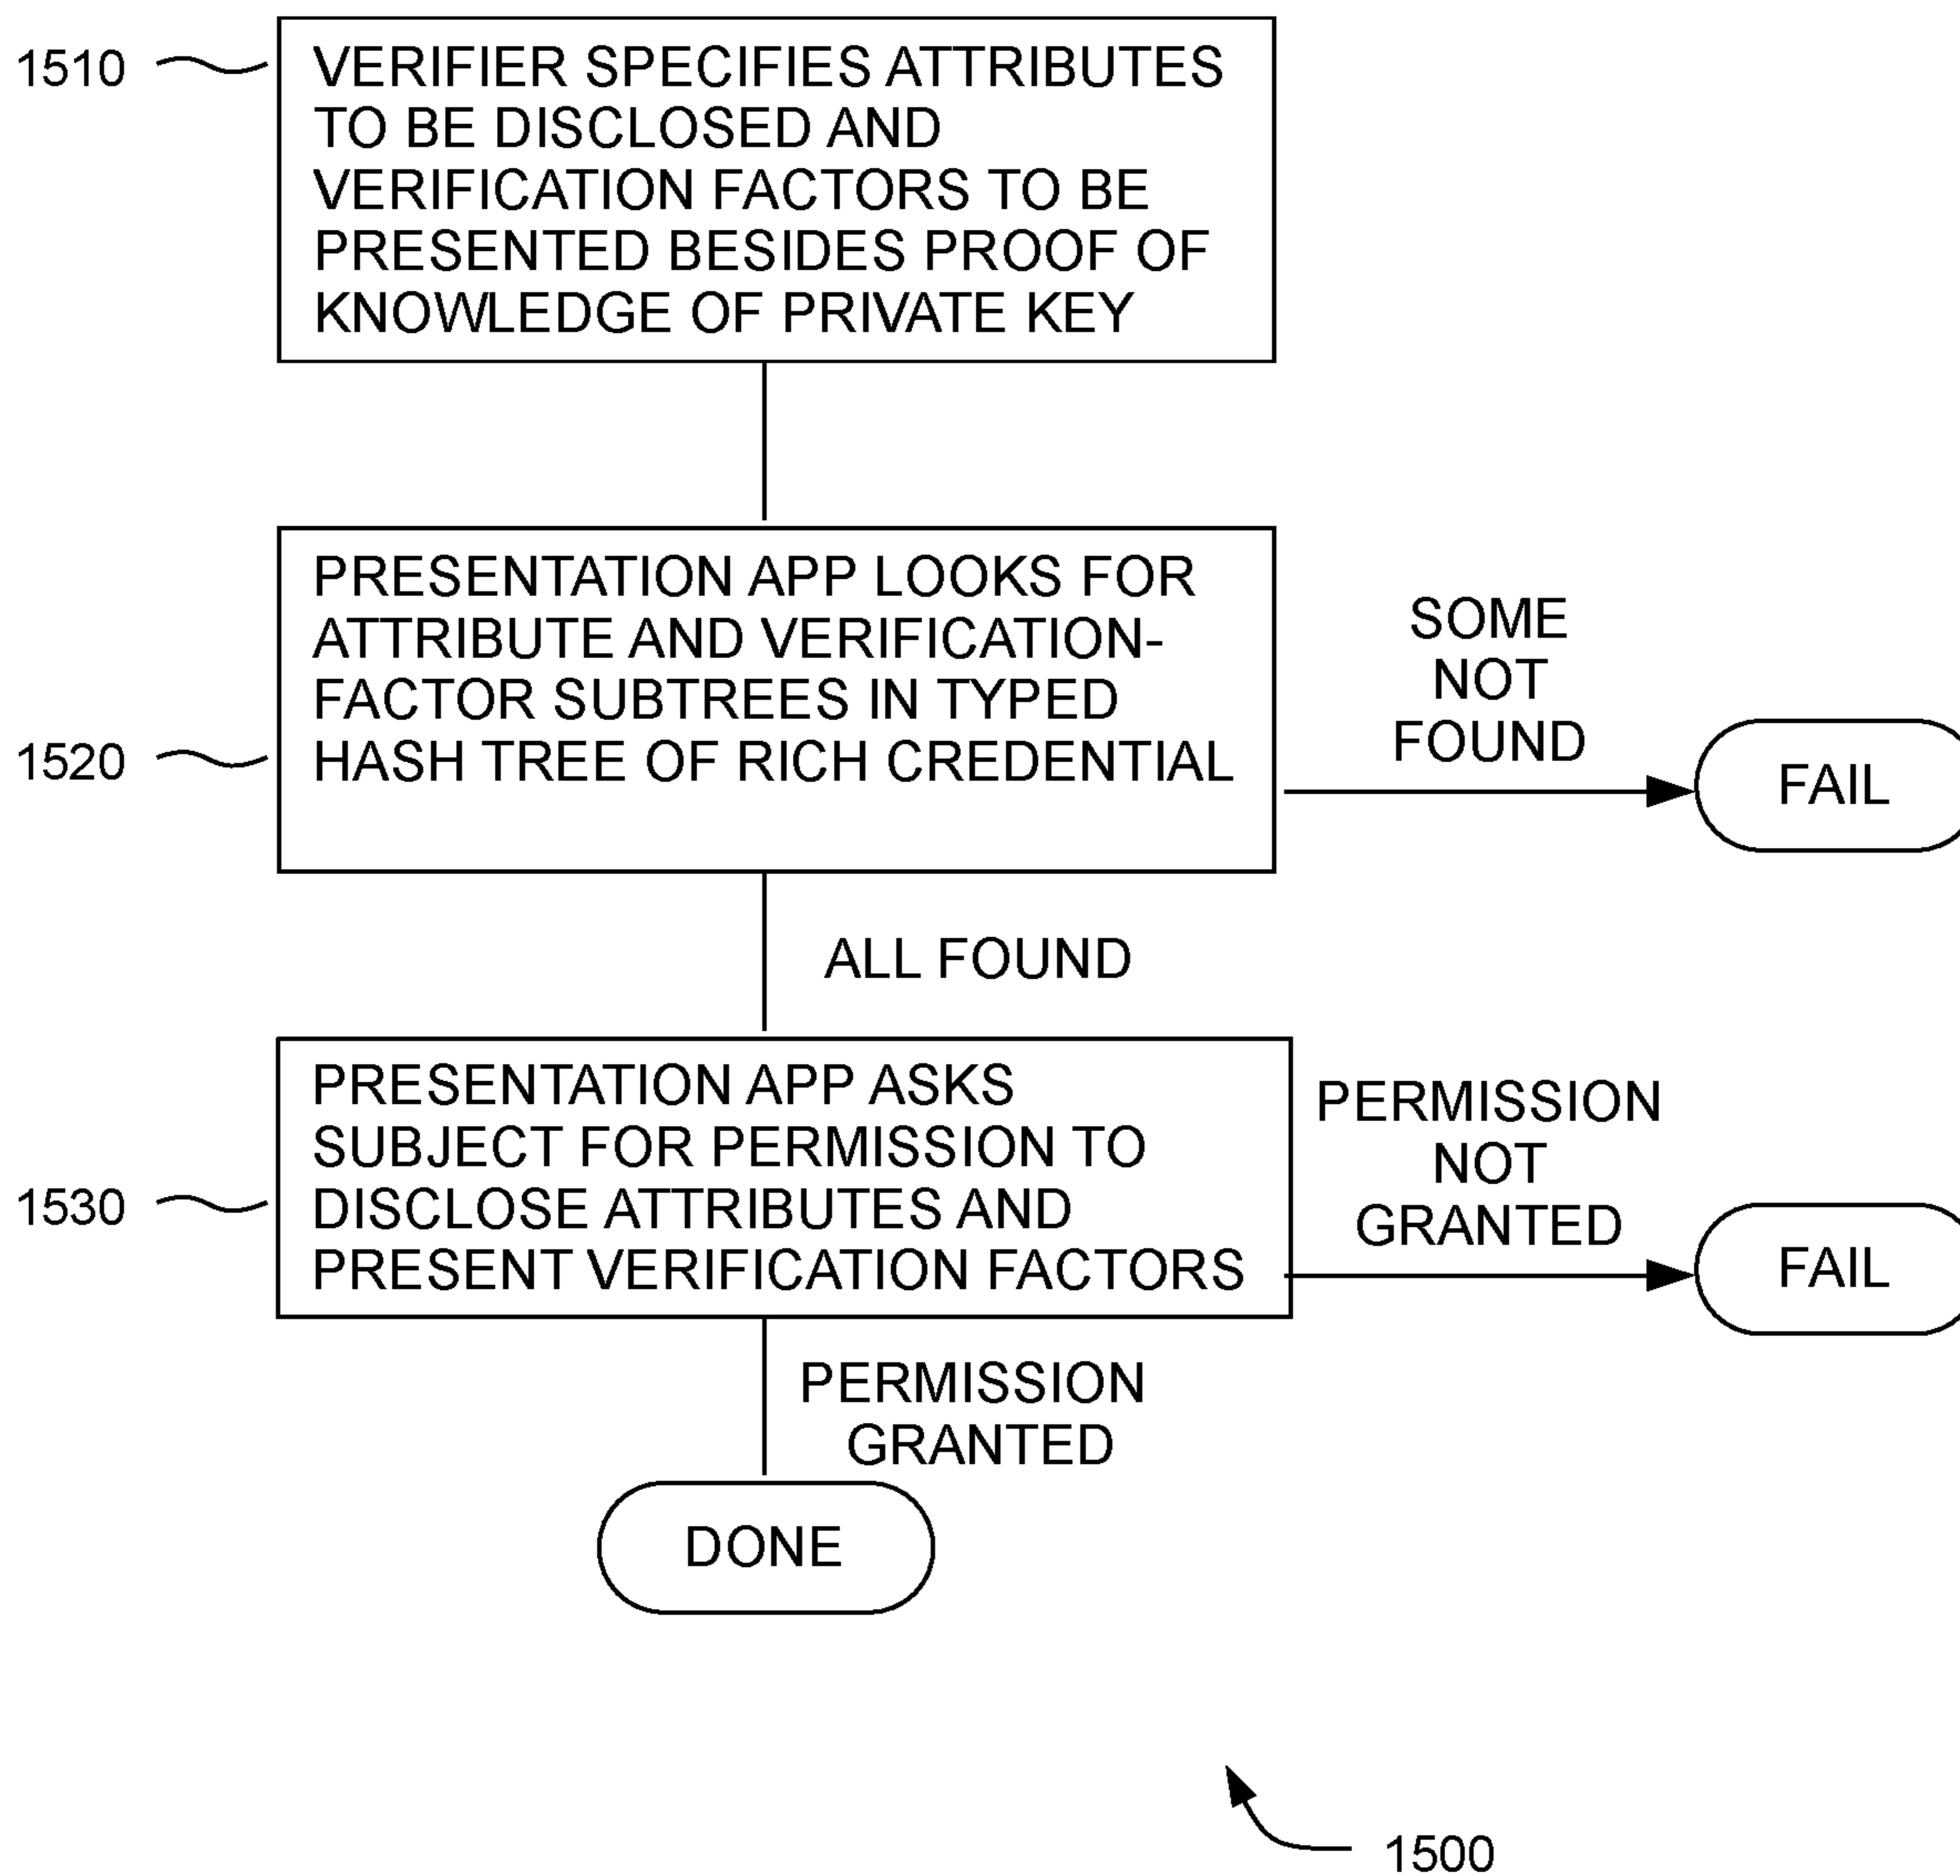 1510
VERIFIER SPECIFIES ATTRIBUTES
TO BE DISCLOSED AND
VERIFICATION FACTORS TO BE
PRESENTED BESIDES PROOF OF
KNOWLEDGE OF PRIVATE KEY
1520
PRESENTATION APP LOOKS FOR
ATTRIBUTE AND VERIFICATION-
FACTOR SUBTREES IN TYPED
HASH TREE OF RICH CREDENTIAL
SOME
NOT
FOUND
FAIL
ALL FOUND
1530
PRESENTATION APP ASKS
SUBJECT FOR PERMISSION TO
DISCLOSE ATTRIBUTES AND
PRESENT VERIFICATION FACTORS
PERMISSION
NOT
GRANTED
FAIL
PERMISSION
GRANTED
DONE
1500